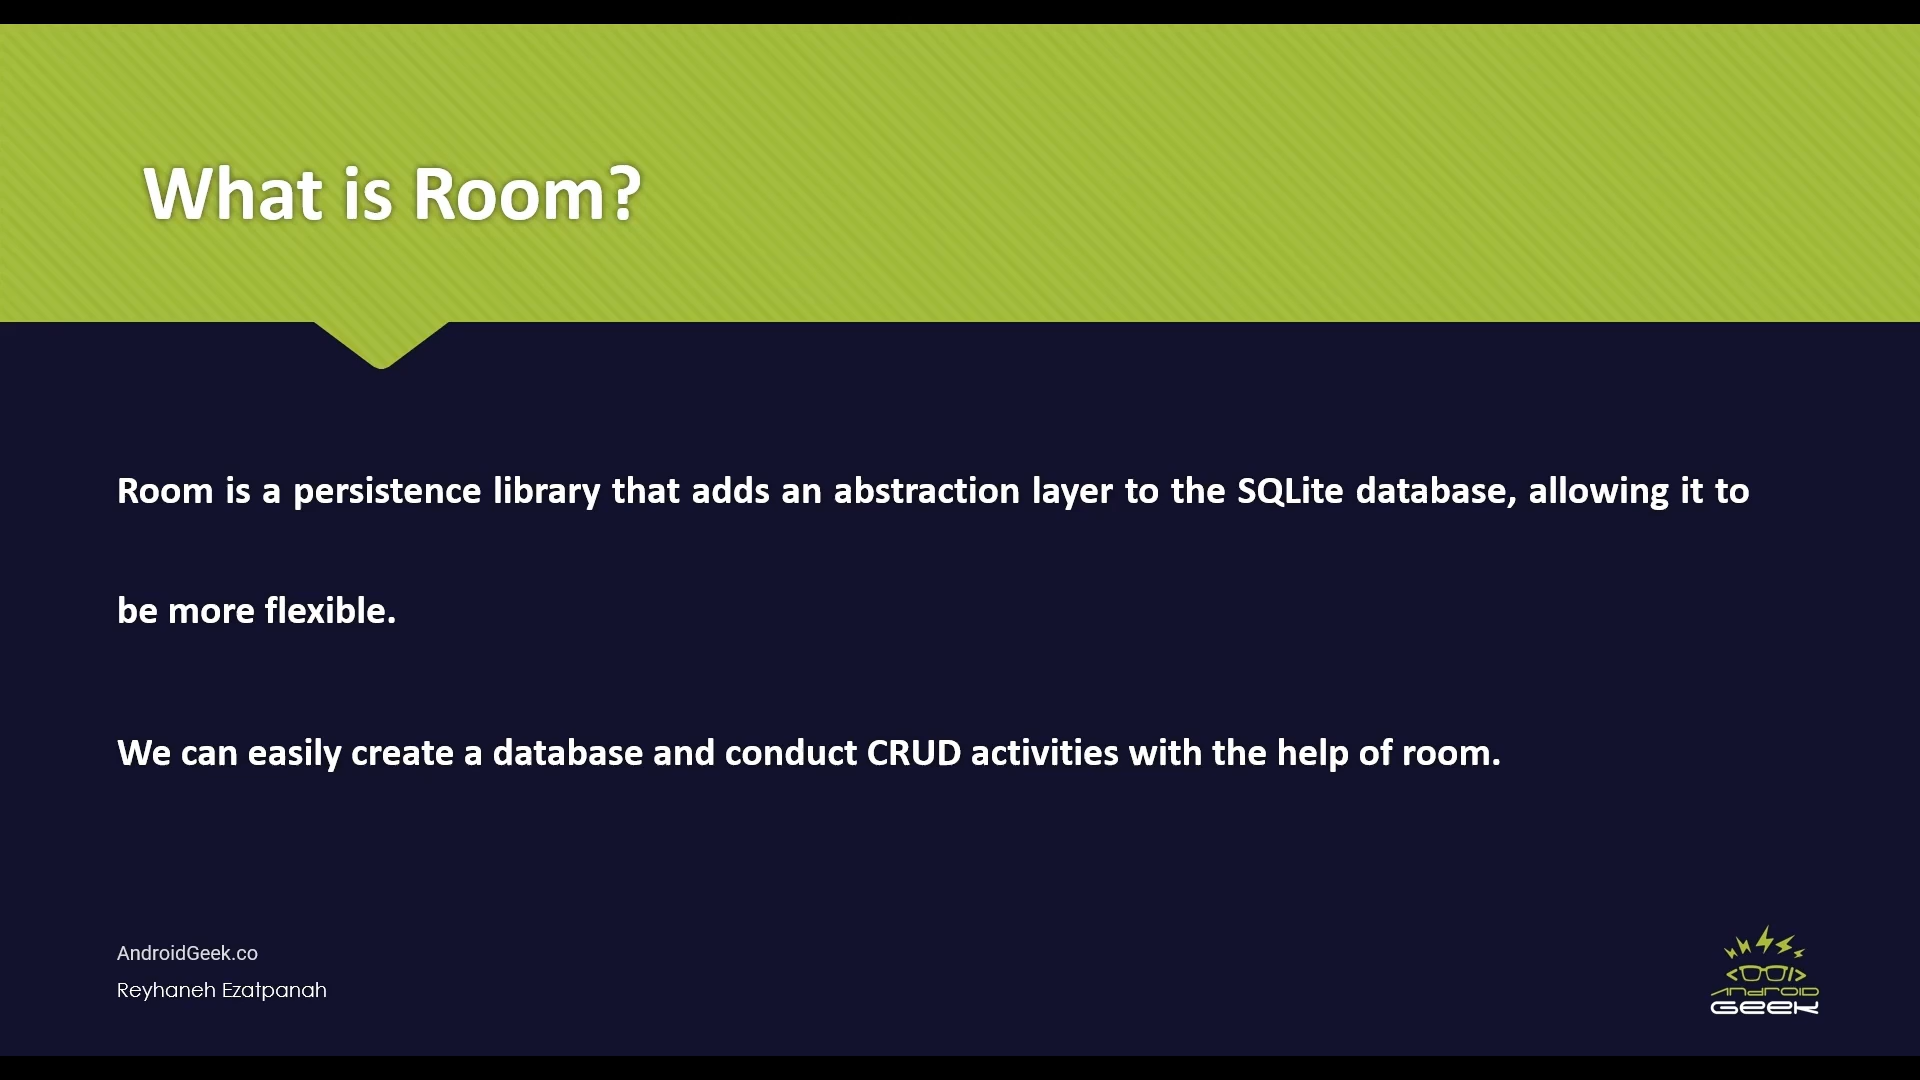 What is Room?
Room is a persistence library that adds an abstraction layer to the SQLite database, allowing it to
be more flexible.
We can easily create a database and conduct CRUD activities with the help of room.
AndroidGeek.co
Reyhaneh Ezatpanah
ANDROID
GEEK